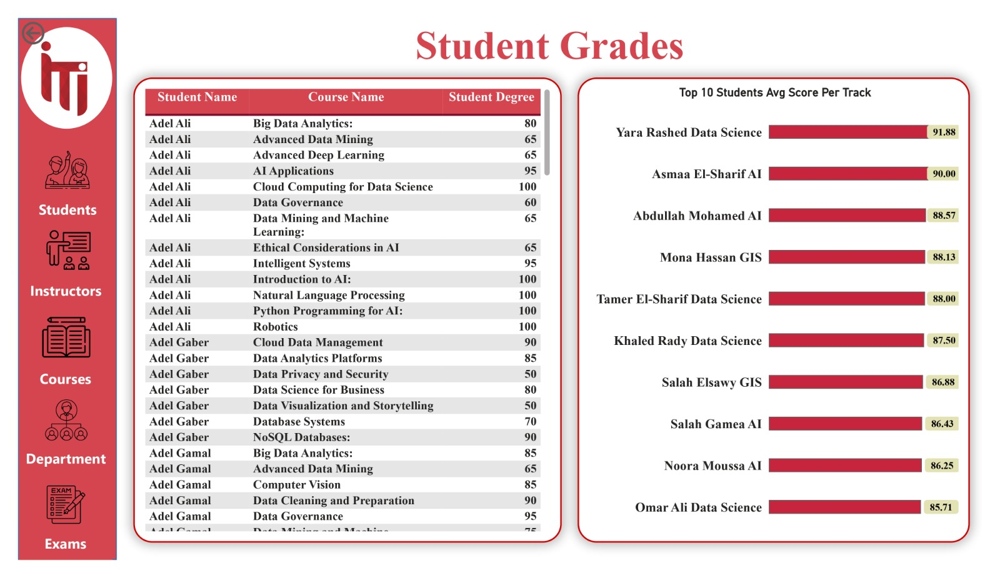 Student Grades
iTi
Students
Instructors
Courses
Department
EXAM
Exams
Student Name Course Name Student Degree
Adel Ali Big Data Analytics: 80
Adel Ali Advanced Data Mining 65
Adel Ali Advanced Deep Learning 65
Adel Ali AI Applications 95
Adel Ali Cloud Computing for Data Science 100
Adel Ali Data Governance 60
Adel Ali Data Mining and Machine 65
Learning:
Adel Ali Ethical Considerations in AI 65
Adel Ali Intelligent Systems 95
Adel Ali Introduction to AI: 100
Adel Ali Natural Language Processing 100
Adel Ali Python Programming for AI: 100
Adel Ali Robotics 100
Adel Gaber Cloud Data Management 90
Adel Gaber Data Analytics Platforms 85
Adel Gaber Data Privacy and Security 50
Adel Gaber Data Science for Business 80
Adel Gaber Data Visualization and Storytelling 50
Adel Gaber Database Systems 70
Adel Gaber NoSQL Databases: 90
Adel Gamal Big Data Analytics: 85
Adel Gamal Advanced Data Mining 65
Adel Gamal Computer Vision 85
Adel Gamal Data Cleaning and Preparation 90
Adel Gamal Data Governance 95
Adel Gamal Data Mining and Machine 75
Top 10 Students Avg Score Per Track
Yara Rashed Data Science 91.88
Asmaa El-Sharif AI 90.00
Abdullah Mohamed AI 88.57
Mona Hassan GIS 88.13
Tamer El-Sharif Data Science 88.00
Khaled Rady Data Science 87.50
Salah Elsawy GIS 86.88
Salah Gamea AI 86.43
Noora Moussa AI 86.25
Omar Ali Data Science 85.71